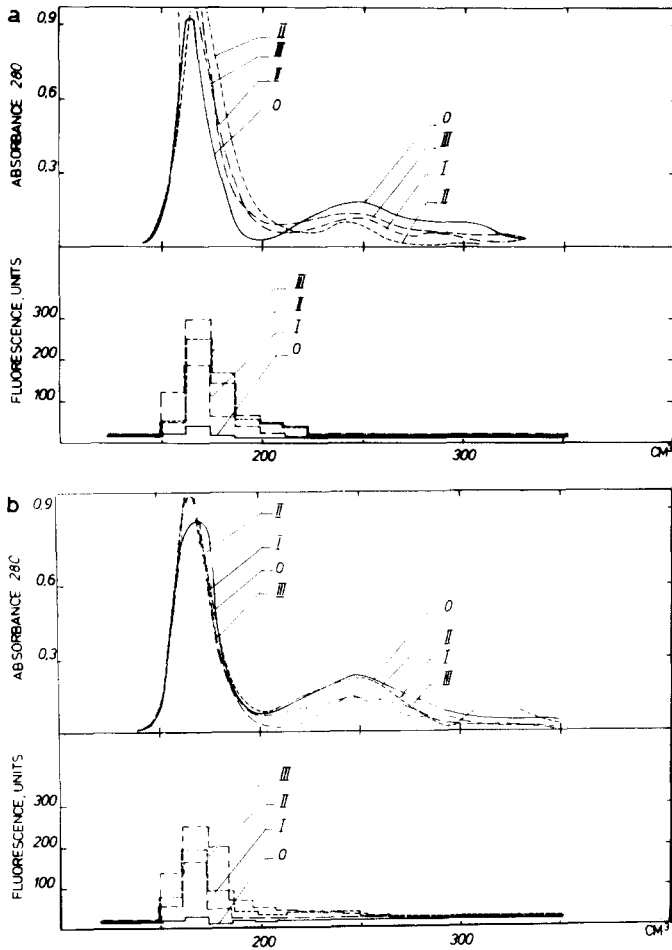 a
0.9
0.6
0.3
ABSORBANCE 280
II
III
I
0
0
III
I
II
FLUORESCENCE, UNITS
300
200
100
III
II
I
0
200
300
CM³
b
0.9
0.6
0.3
ABSORBANCE 280
II
I
0
III
0
II
I
III
FLUORESCENCE, UNITS
300
200
100
III
II
I
0
200
300
CM³